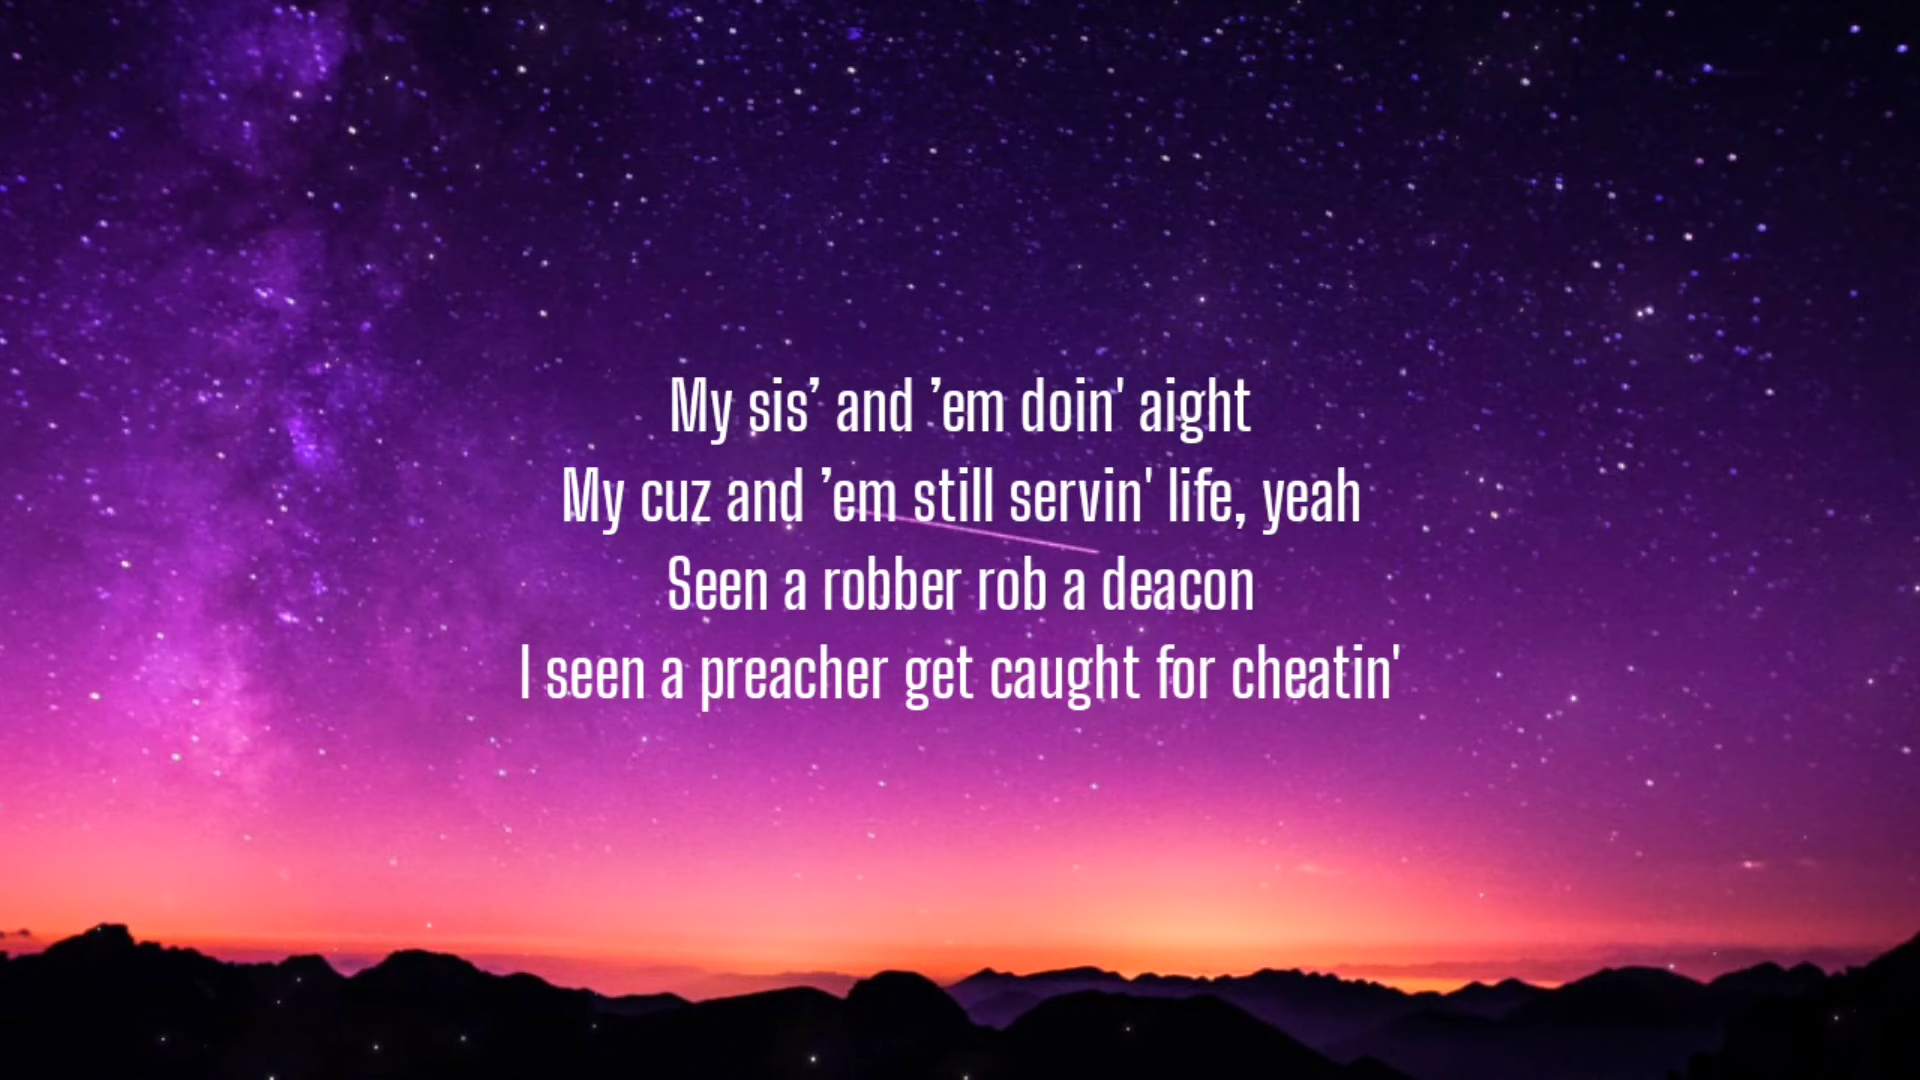 My sis’ and ’em doin' aight
My cuz and ’em still servin' life, yeah
Seen a robber rob a deacon
I seen a preacher get caught for cheatin'